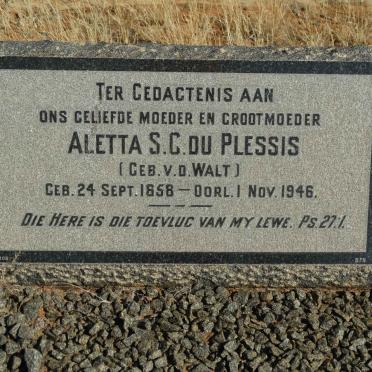 TER GEDACTENIS AAN
ONS GELIEFDE MOEDER EN GROOTMOEDER
ALETTA S.C. DU PLESSIS
(GEB. V.D. WALT)
GEB. 24 SEPT. 1858 — OORL. 1 NOV. 1946.
DIE HERE IS DIE TOEVLUG VAN MY LEWE. PS. 27:1.